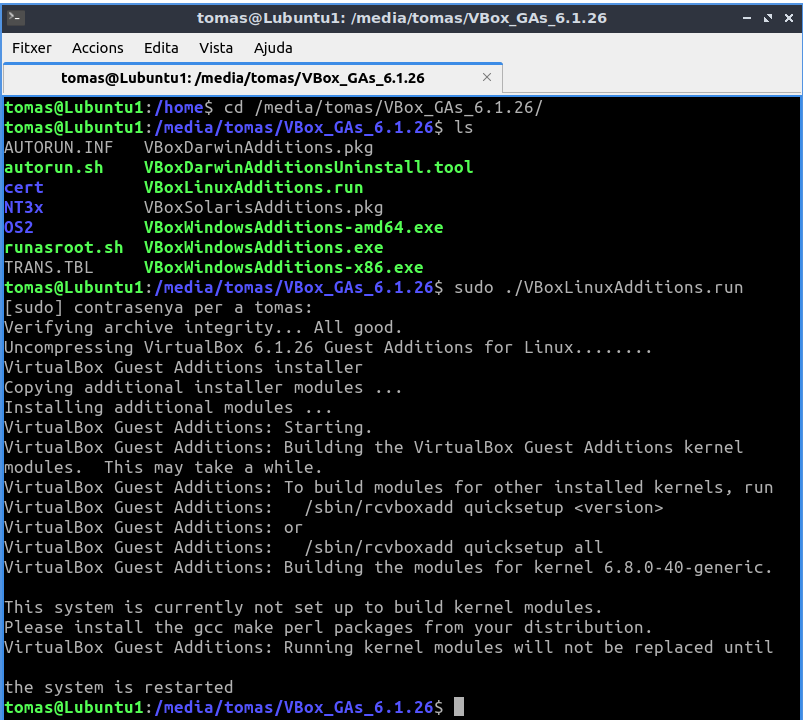 tomas@Lubuntu1: /media/tomas/VBox_GAs_6.1.26
Fitxer Accions Edita Vista Ajuda
tomas@Lubuntu1: /media/tomas/VBox_GAs_6.1.26
tomas@Lubuntu1:/home$ cd /media/tomas/VBox_GAs_6.1.26/
tomas@Lubuntu1:/media/tomas/VBox_GAs_6.1.26$ ls
AUTORUN.INF   VBoxDarwinAdditions.pkg
autorun.sh    VBoxDarwinAdditionsUninstall.tool
cert          VBoxLinuxAdditions.run
NT3x          VBoxSolarisAdditions.pkg
OS2           VBoxWindowsAdditions-amd64.exe
runasroot.sh  VBoxWindowsAdditions.exe
TRANS.TBL     VBoxWindowsAdditions-x86.exe
tomas@Lubuntu1:/media/tomas/VBox_GAs_6.1.26$ sudo ./VBoxLinuxAdditions.run
[sudo] contrasenya per a tomas:
Verifying archive integrity... All good.
Uncompressing VirtualBox 6.1.26 Guest Additions for Linux........
VirtualBox Guest Additions installer
Copying additional installer modules ...
Installing additional modules ...
VirtualBox Guest Additions: Starting.
VirtualBox Guest Additions: Building the VirtualBox Guest Additions kernel
modules.  This may take a while.
VirtualBox Guest Additions: To build modules for other installed kernels, run
VirtualBox Guest Additions:   /sbin/rcvboxadd quicksetup <version>
VirtualBox Guest Additions: or
VirtualBox Guest Additions:   /sbin/rcvboxadd quicksetup all
VirtualBox Guest Additions: Building the modules for kernel 6.8.0-40-generic.
This system is currently not set up to build kernel modules.
Please install the gcc make perl packages from your distribution.
VirtualBox Guest Additions: Running kernel modules will not be replaced until
the system is restarted
tomas@Lubuntu1:/media/tomas/VBox_GAs_6.1.26$